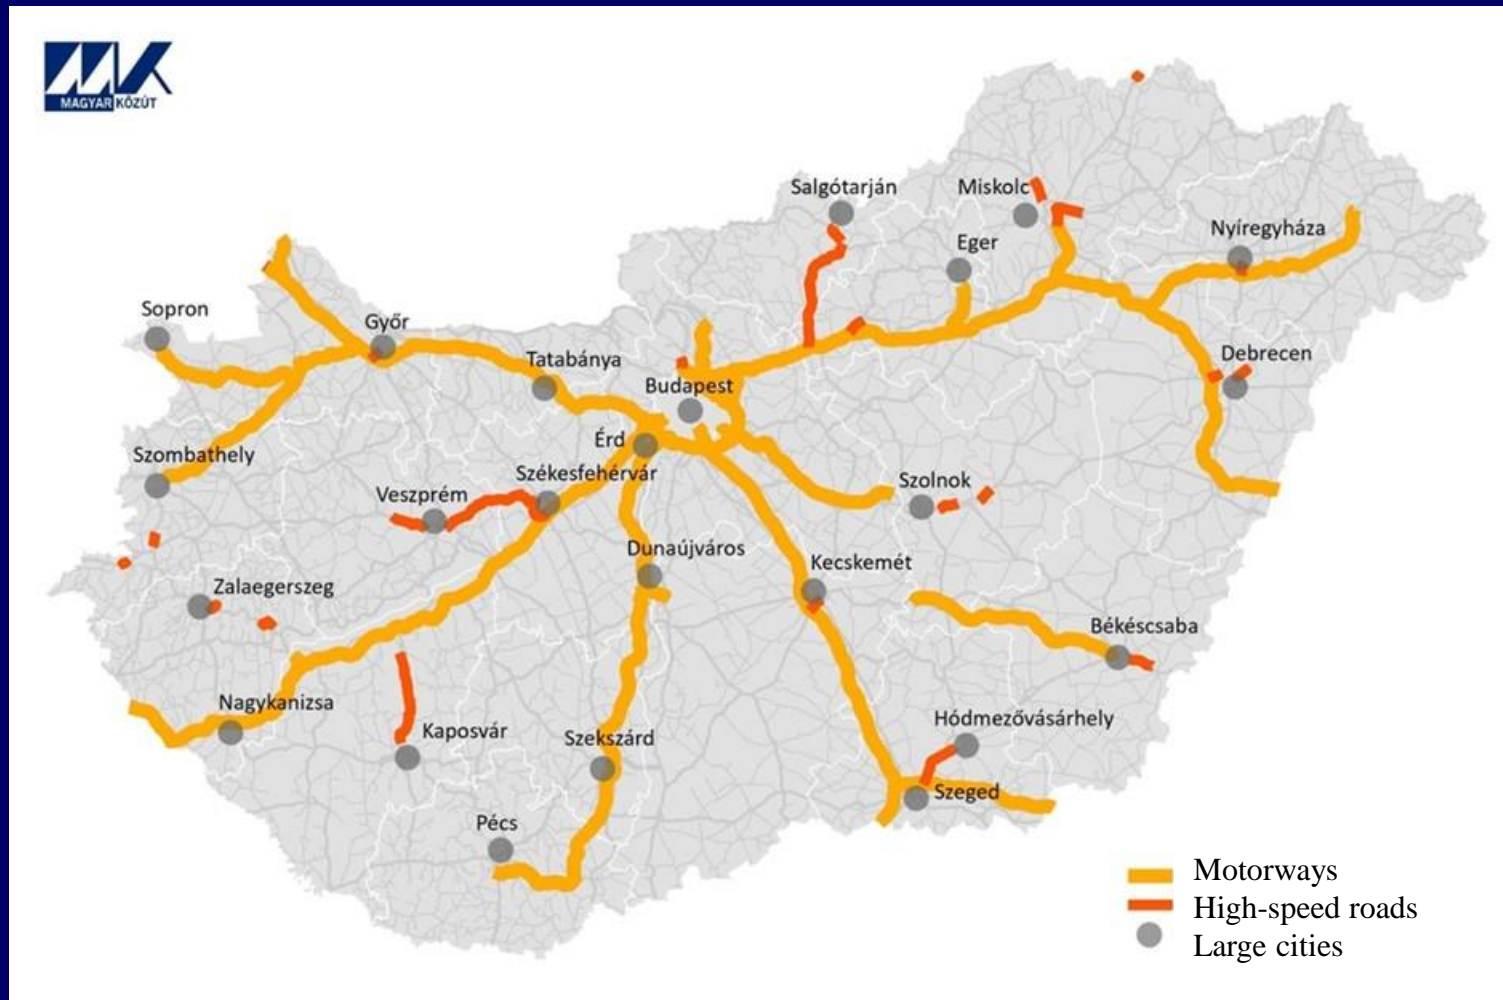 MAGYAR KÖZÚT
Salgótarján
Miskolc
Nyíregyháza
Eger
Sopron
Győr
Tatabánya
Debrecen
Budapest
Érd
Szombathely
Székesfehérvár
Veszprém
Szolnok
Dunaújváros
Kecskemét
Zalaegerszeg
Békéscsaba
Nagykanizsa
Kaposvár
Szekszárd
Hódmezővásárhely
Szeged
Pécs
Motorways
High-speed roads
Large cities